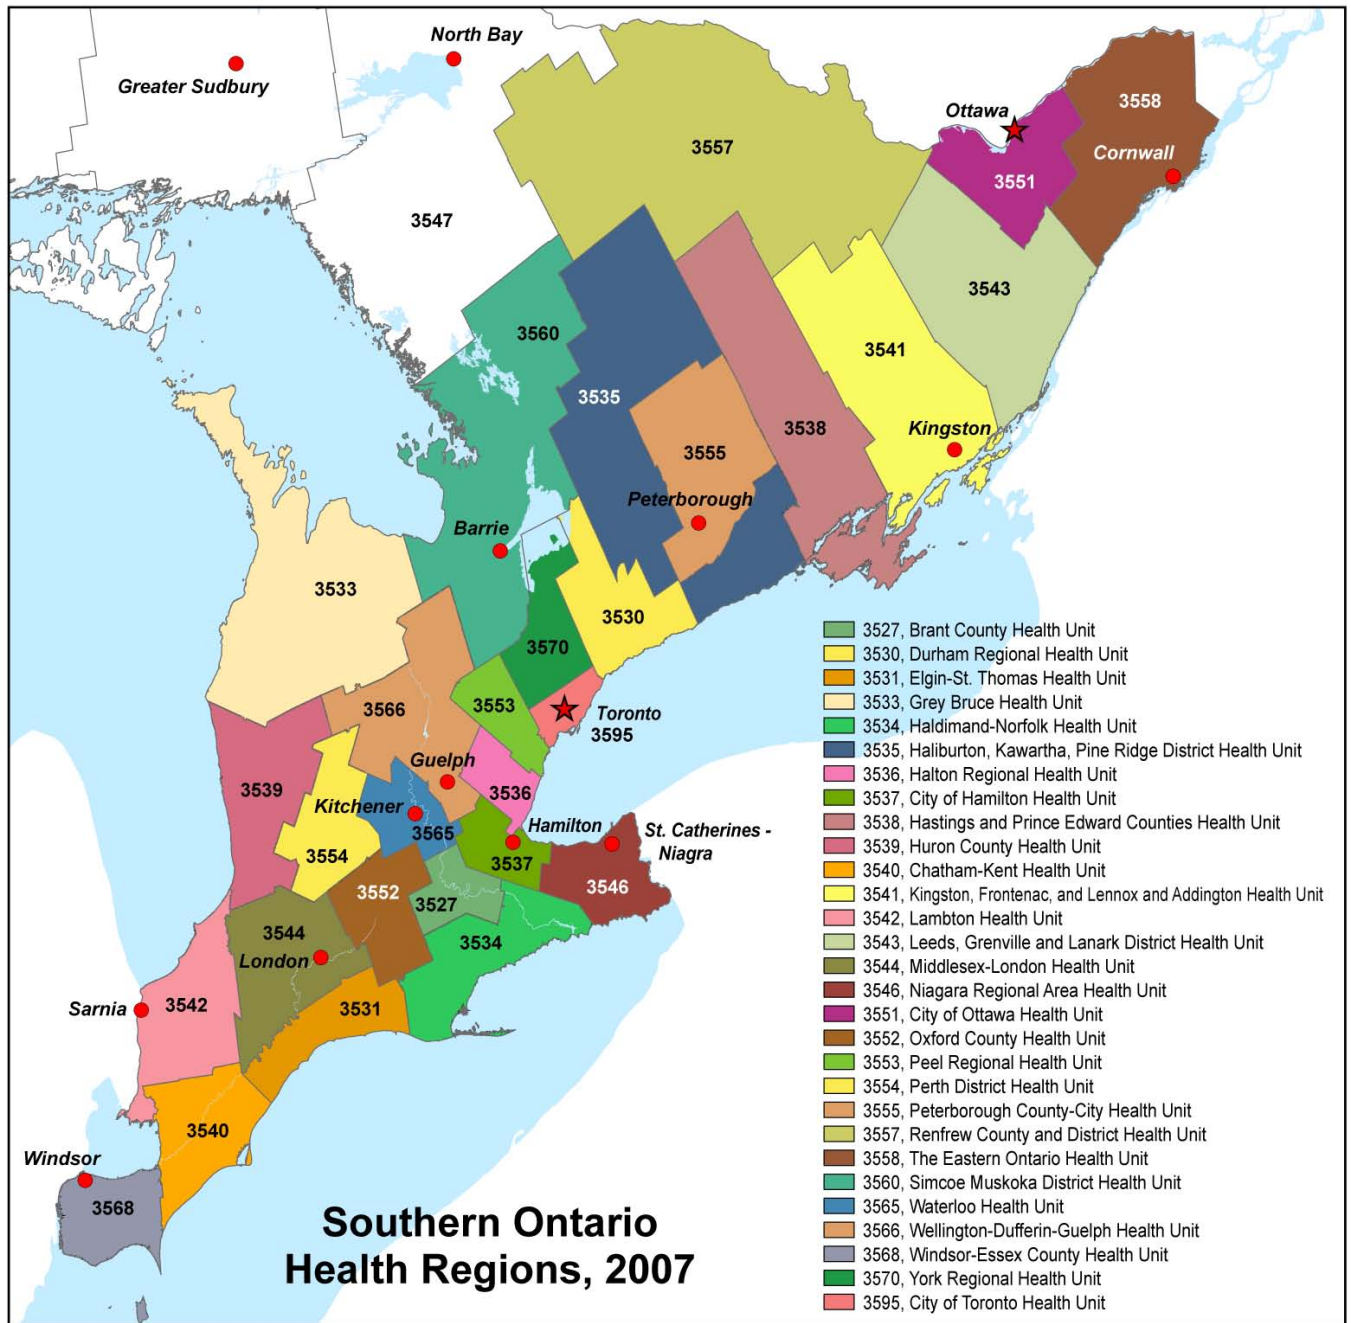 North Bay
Greater Sudbury
Ottawa
3558
Cornwall
3557
3551
3547
3543
3560
3541
3535
3538
Kingston
3555
Peterborough
Barrie
3533
3530
3570
3566
3553
Toronto
3595
Guelph
3539
3536
Kitchener
3565
Hamilton
St. Catherines -
Niagra
3554
3537
3552
3546
3527
3544
3534
London
Sarnia
3542
3531
3540
Windsor
3568
Southern Ontario
Health Regions, 2007
3527, Brant County Health Unit
3530, Durham Regional Health Unit
3531, Elgin-St. Thomas Health Unit
3533, Grey Bruce Health Unit
3534, Haldimand-Norfolk Health Unit
3535, Haliburton, Kawartha, Pine Ridge District Health Unit
3536, Halton Regional Health Unit
3537, City of Hamilton Health Unit
3538, Hastings and Prince Edward Counties Health Unit
3539, Huron County Health Unit
3540, Chatham-Kent Health Unit
3541, Kingston, Frontenac, and Lennox and Addington Health Unit
3542, Lambton Health Unit
3543, Leeds, Grenville and Lanark District Health Unit
3544, Middlesex-London Health Unit
3546, Niagara Regional Area Health Unit
3551, City of Ottawa Health Unit
3552, Oxford County Health Unit
3553, Peel Regional Health Unit
3554, Perth District Health Unit
3555, Peterborough County-City Health Unit
3557, Renfrew County and District Health Unit
3558, The Eastern Ontario Health Unit
3560, Simcoe Muskoka District Health Unit
3565, Waterloo Health Unit
3566, Wellington-Dufferin-Guelph Health Unit
3568, Windsor-Essex County Health Unit
3570, York Regional Health Unit
3595, City of Toronto Health Unit